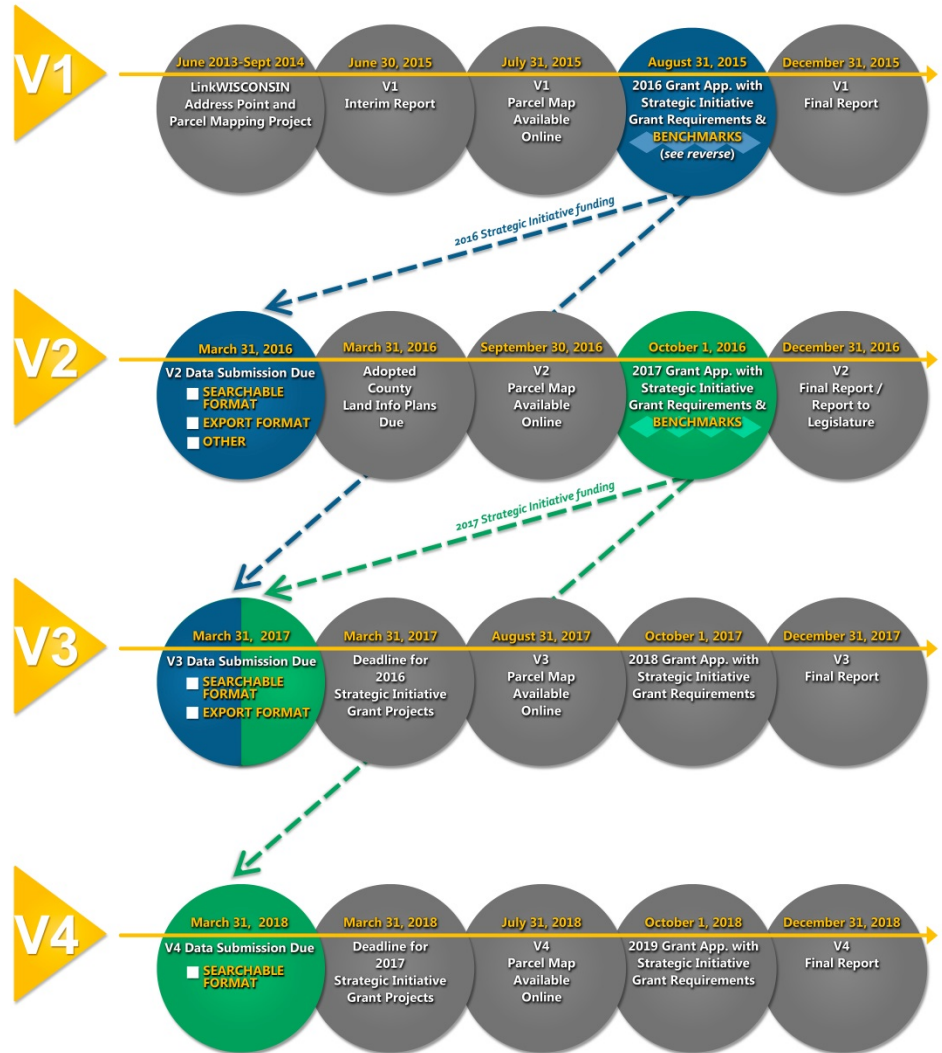 V1
June 2013-Sept 2014
LinkWISCONSIN
Address Point and
Parcel Mapping Project
June 30, 2015
V1
Interim Report
July 31, 2015
V1
Parcel Map
Available
Online
August 31, 2015
2016 Grant App. with
Strategic Initiative
Grant Requirements &
BENCHMARKS
(see reverse)
December 31, 2015
V1
Final Report
2016 Strategic Initiative funding
V2
March 31, 2016
V2 Data Submission Due
SEARCHABLE
FORMAT
EXPORT FORMAT
OTHER
March 31, 2016
Adopted
County
Land Info Plans
Due
September 30, 2016
V2
Parcel Map
Available
Online
October 1, 2016
2017 Grant App. with
Strategic Initiative
Grant Requirements &
BENCHMARKS
December 31, 2016
V2
Final Report /
Report to
Legislature
2017 Strategic Initiative funding
V3
March 31, 2017
V3 Data Submission Due
SEARCHABLE
FORMAT
EXPORT FORMAT
March 31, 2017
Deadline for
2016
Strategic Initiative
Grant Projects
August 31, 2017
V3
Parcel Map
Available
Online
October 1, 2017
2018 Grant App. with
Strategic Initiative
Grant Requirements
December 31, 2017
V3
Final Report
V4
March 31, 2018
V4 Data Submission Due
SEARCHABLE
FORMAT
March 31, 2018
Deadline for
2017
Strategic Initiative
Grant Projects
July 31, 2018
V4
Parcel Map
Available
Online
October 1, 2018
2019 Grant App. with
Strategic Initiative
Grant Requirements
December 31, 2018
V4
Final Report